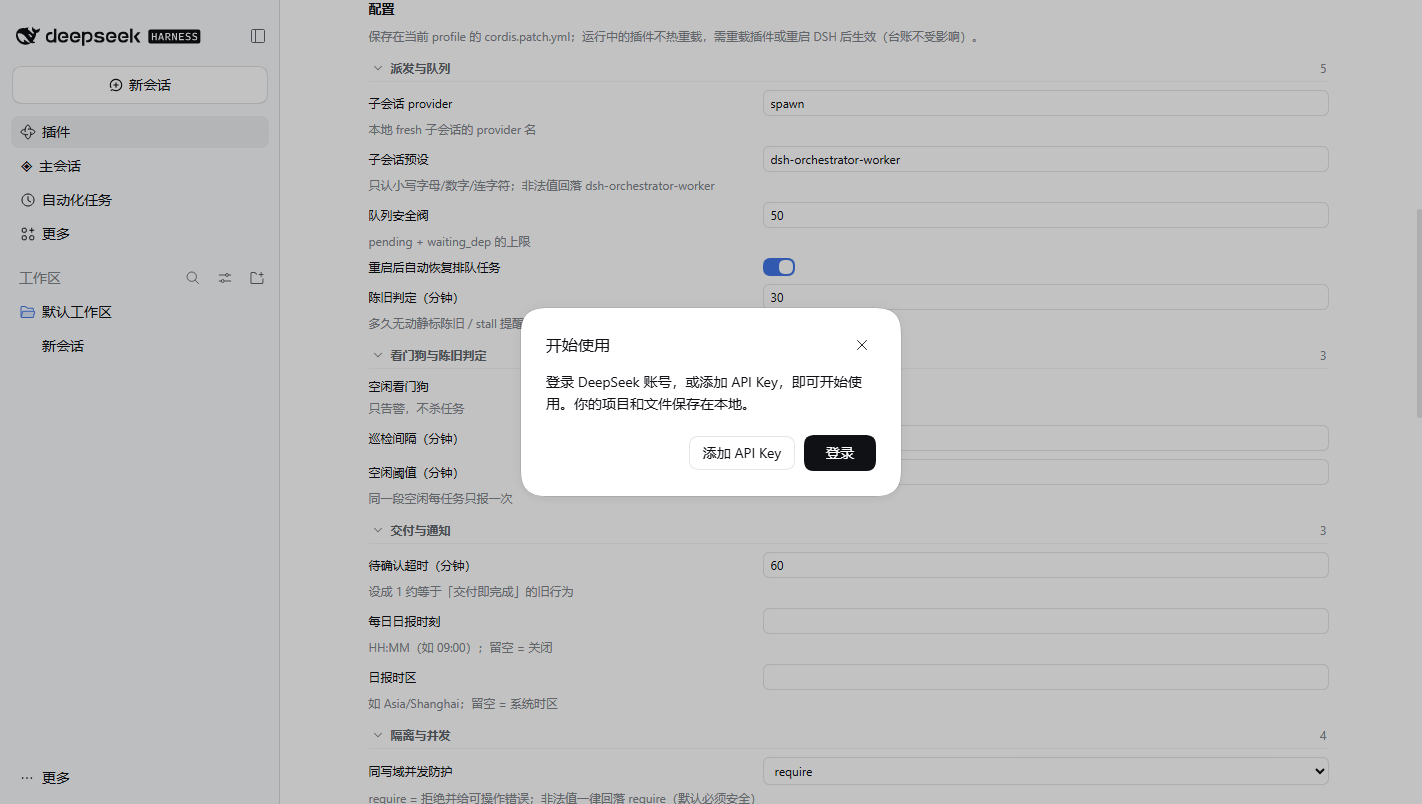 deepseek HARNESS
新会话
插件
主会话
自动化任务
更多
工作区
默认工作区
新会话
更多
配置
保存在当前 profile 的 cordis.patch.yml；运行中的插件不热重载，需重载插件或重启 DSH 后生效（台账不受影响）。
派发与队列 5
子会话 provider spawn
本地 fresh 子会话的 provider 名
子会话预设 dsh-orchestrator-worker
只认小写字母/数字/连字符；非法值回落 dsh-orchestrator-worker
队列安全阀 50
pending + waiting_dep 的上限
重启后自动恢复排队任务
陈旧判定（分钟） 30
多久无动静标陈旧 / stall 提醒
看门狗与陈旧判定 3
空闲看门狗
只告警，不杀任务
巡检间隔（分钟）
空闲阈值（分钟）
同一段空闲每任务只报一次
交付与通知 3
待确认超时（分钟） 60
设成 1 约等于「交付即完成」的旧行为
每日日报时刻
HH:MM（如 09:00）；留空 = 关闭
日报时区
如 Asia/Shanghai；留空 = 系统时区
隔离与并发 4
同写域并发防护 require
require = 拒绝并给可操作错误；非法值一律回落 require（默认必须安全）
开始使用
登录 DeepSeek 账号，或添加 API Key，即可开始使
用。你的项目和文件保存在本地。
添加 API Key 登录